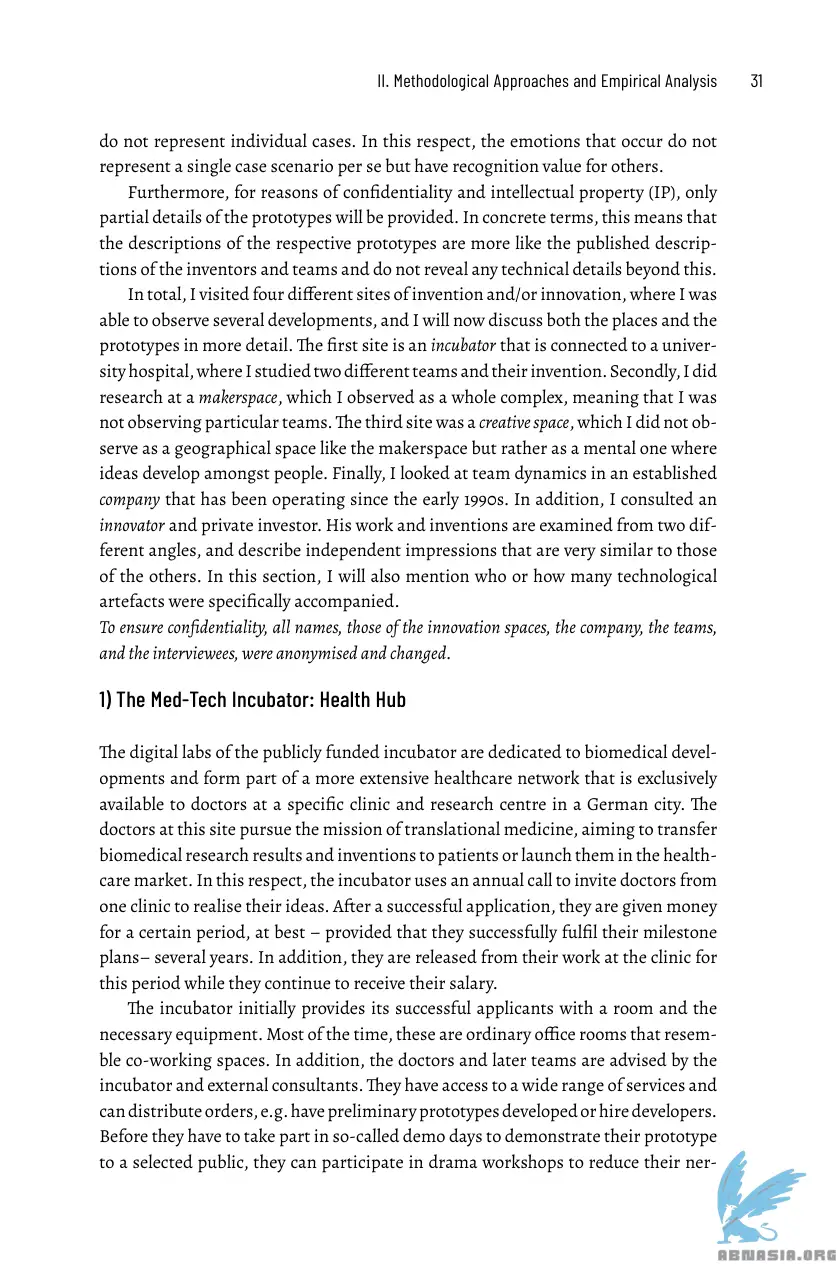 II. Methodological Approaches and Empirical Analysis 31
do not represent individual cases. In this respect, the emotions that occur do not
represent a single case scenario per se but have recognition value for others.
Furthermore, for reasons of confidentiality and intellectual property (IP), only
partial details of the prototypes will be provided. In concrete terms, this means that
the descriptions of the respective prototypes are more like the published descrip-
tions of the inventors and teams and do not reveal any technical details beyond this.
In total, I visited four different sites of invention and/or innovation, where I was
able to observe several developments, and I will now discuss both the places and the
prototypes in more detail. The first site is an incubator that is connected to a univer-
sity hospital, where I studied two different teams and their invention. Secondly, I did
research at a makerspace, which I observed as a whole complex, meaning that I was
not observing particular teams. The third site was a creative space, which I did not ob-
serve as a geographical space like the makerspace but rather as a mental one where
ideas develop amongst people. Finally, I looked at team dynamics in an established
company that has been operating since the early 1990s. In addition, I consulted an
innovator and private investor. His work and inventions are examined from two dif-
ferent angles, and describe independent impressions that are very similar to those
of the others. In this section, I will also mention who or how many technological
artefacts were specifically accompanied.
To ensure confidentiality, all names, those of the innovation spaces, the company, the teams,
and the interviewees, were anonymised and changed.
1) The Med-Tech Incubator: Health Hub
The digital labs of the publicly funded incubator are dedicated to biomedical devel-
opments and form part of a more extensive healthcare network that is exclusively
available to doctors at a specific clinic and research centre in a German city. The
doctors at this site pursue the mission of translational medicine, aiming to transfer
biomedical research results and inventions to patients or launch them in the health-
care market. In this respect, the incubator uses an annual call to invite doctors from
one clinic to realise their ideas. After a successful application, they are given money
for a certain period, at best – provided that they successfully fulfil their milestone
plans– several years. In addition, they are released from their work at the clinic for
this period while they continue to receive their salary.
The incubator initially provides its successful applicants with a room and the
necessary equipment. Most of the time, these are ordinary office rooms that resem-
ble co-working spaces. In addition, the doctors and later teams are advised by the
incubator and external consultants. They have access to a wide range of services and
can distribute orders, e.g. have preliminary prototypes developed or hire developers.
Before they have to take part in so-called demo days to demonstrate their prototype
to a selected public, they can participate in drama workshops to reduce their ner-
ABNASIA.ORG